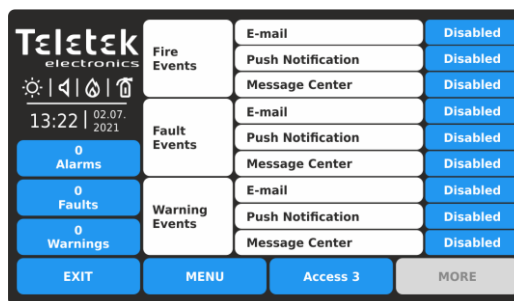 Teletek
electronics
13:22
02.07.
2021
0
Alarms
0
Faults
0
Warnings
Fire
Events
E-mail Disabled
Push Notification Disabled
Message Center Disabled
Fault
Events
E-mail Disabled
Push Notification Disabled
Message Center Disabled
Warning
Events
E-mail Disabled
Push Notification Disabled
Message Center Disabled
EXIT MENU Access 3 MORE